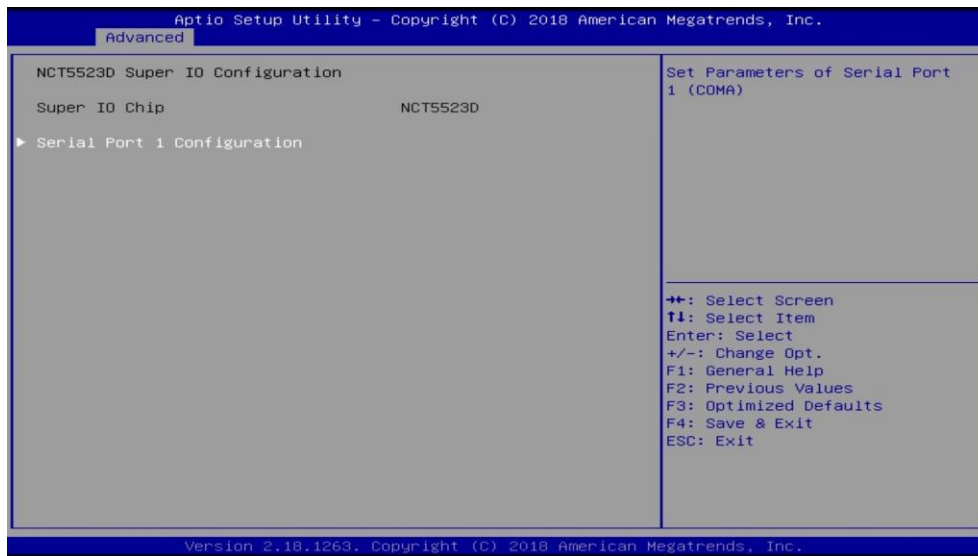 Aptio Setup Utility – Copyright (C) 2018 American Megatrends, Inc.
Advanced
NCT5523D Super IO Configuration
Super IO Chip NCT5523D
▶ Serial Port 1 Configuration
Set Parameters of Serial Port
1 (COMA)
→←: Select Screen
↑↓: Select Item
Enter: Select
+/-: Change Opt.
F1: General Help
F2: Previous Values
F3: Optimized Defaults
F4: Save & Exit
ESC: Exit
Version 2.18.1263. Copyright (C) 2018 American Megatrends, Inc.